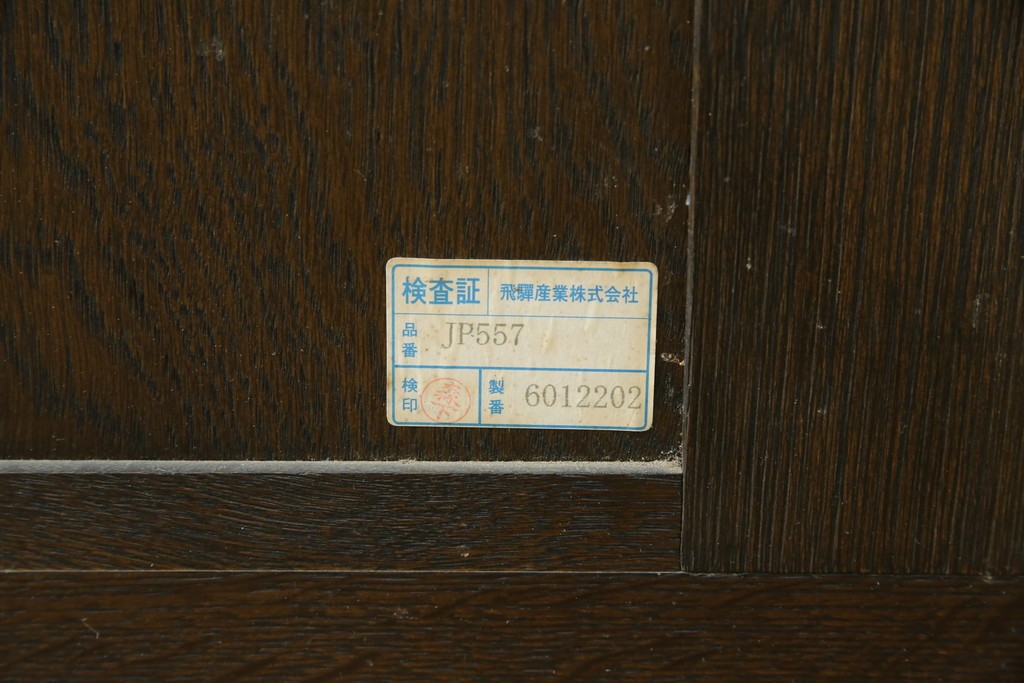 検査証 飛驒産業株式会社
品番 JP557
検印 製番 6012202